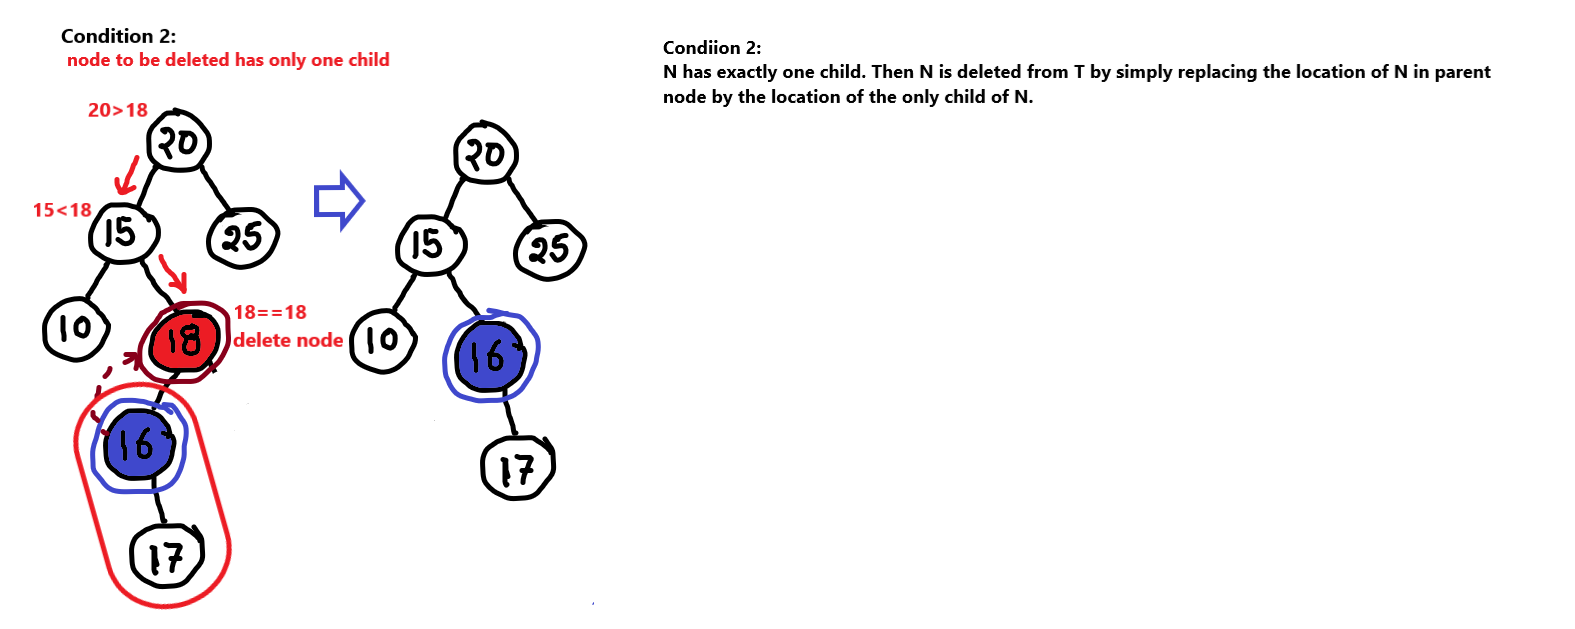 Condition 2:
node to be deleted has only one child
20>18
20
15<18
15
25
10
18
18==18
delete node
16
17
20
15
25
10
16
17
Condiion 2:
N has exactly one child. Then N is deleted from T by simply replacing the location of N in parent
node by the location of the only child of N.